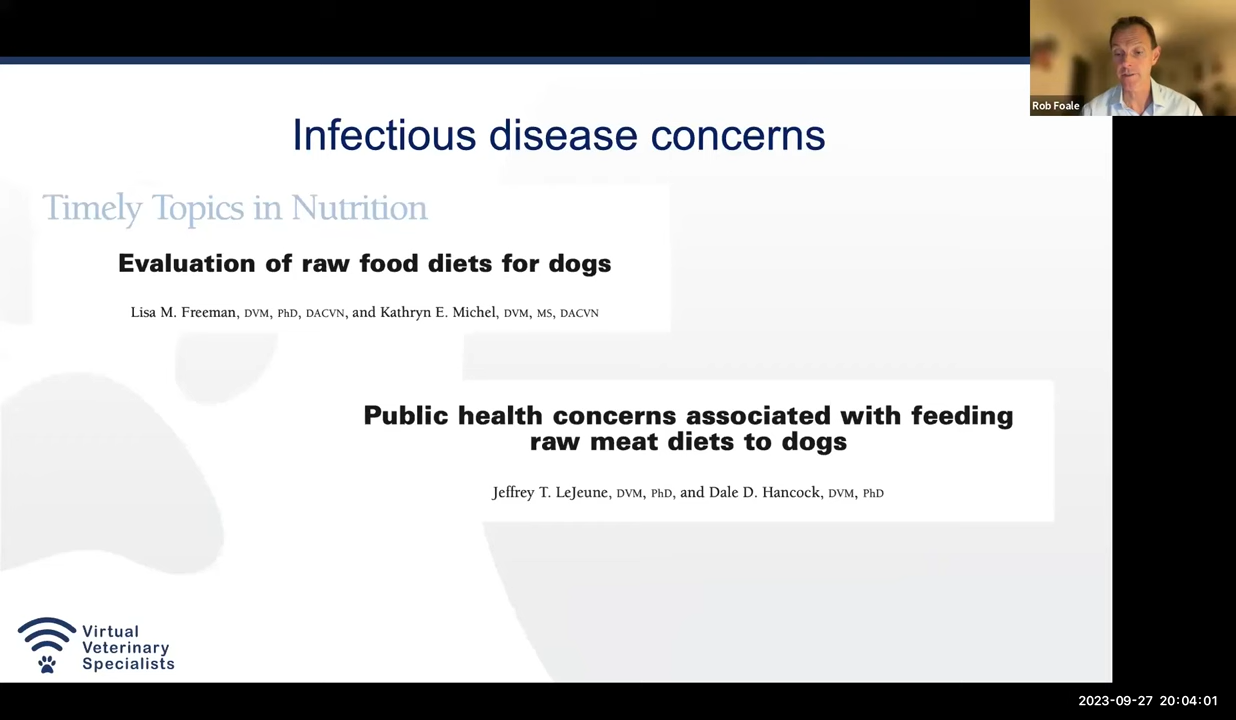 Rob Foale
Infectious disease concerns
Timely Topics in Nutrition
Evaluation of raw food diets for dogs
Lisa M. Freeman, DVM, PhD, DACVN, and Kathryn E. Michel, DVM, MS, DACVN
Public health concerns associated with feeding
raw meat diets to dogs
Jeffrey T. LeJeune, DVM, PhD, and Dale D. Hancock, DVM, PhD
Virtual
Veterinary
Specialists
2023-09-27 20:04:01